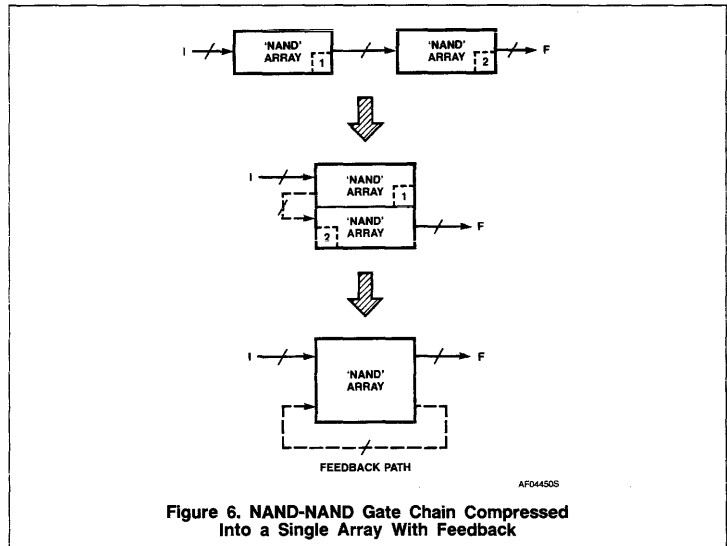 I 'NAND' ARRAY 1 'NAND' ARRAY 2 F
I 'NAND' ARRAY 1
2 'NAND' ARRAY F
I 'NAND' ARRAY F
FEEDBACK PATH
AF04450S
Figure 6. NAND-NAND Gate Chain Compressed
Into a Single Array With Feedback